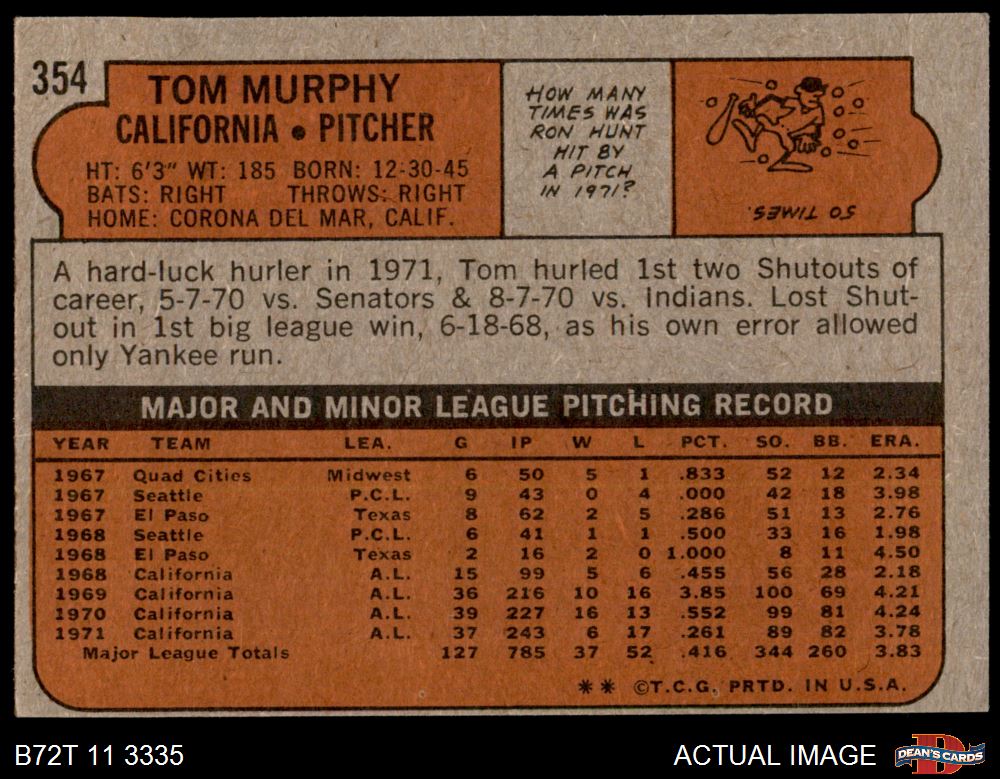 354
TOM MURPHY
CALIFORNIA • PITCHER
HT: 6'3" WT: 185 BORN: 12-30-45
BATS: RIGHT THROWS: RIGHT
HOME: CORONA DEL MAR, CALIF.
HOW MANY
TIMES WAS
RON HUNT
HIT BY
A PITCH
IN 1971?
50 TIMES.
A hard-luck hurler in 1971, Tom hurled 1st two Shutouts of
career, 5-7-70 vs. Senators & 8-7-70 vs. Indians. Lost Shut-
out in 1st big league win, 6-18-68, as his own error allowed
only Yankee run.
MAJOR AND MINOR LEAGUE PITCHING RECORD
YEAR TEAM LEA. G IP W L PCT. SO. BB. ERA.
1967 Quad Cities Midwest 6 50 5 1 .833 52 12 2.34
1967 Seattle P.C.L. 9 43 0 4 .000 42 18 3.98
1967 El Paso Texas 8 62 2 5 .286 51 13 2.76
1968 Seattle P.C.L. 6 41 1 1 .500 33 16 1.98
1968 El Paso Texas 2 16 2 0 1.000 8 11 4.50
1968 California A.L. 15 99 5 6 .455 56 28 2.18
1969 California A.L. 36 216 10 16 3.85 100 69 4.21
1970 California A.L. 39 227 16 13 .552 99 81 4.24
1971 California A.L. 37 243 6 17 .261 89 82 3.78
Major League Totals 127 785 37 52 .416 344 260 3.83
** ©T.C.G. PRTD. IN U.S.A.
B72T 11 3335
ACTUAL IMAGE
DEAN'S CARDS